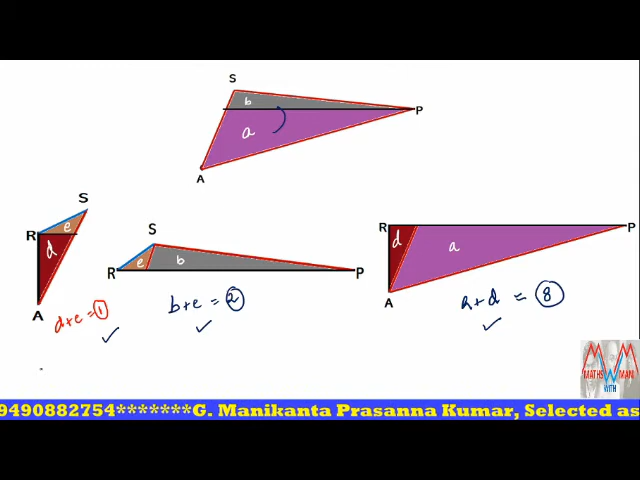 S
b
P
a
A
S
R
e
d
A
d+e = 1
S
R
e
b
P
b+e = 2
R
P
d
a
A
a+d = 8
MATHS MANI
WITH
9490882754*******G. Manikanta Prasanna Kumar, Selected as